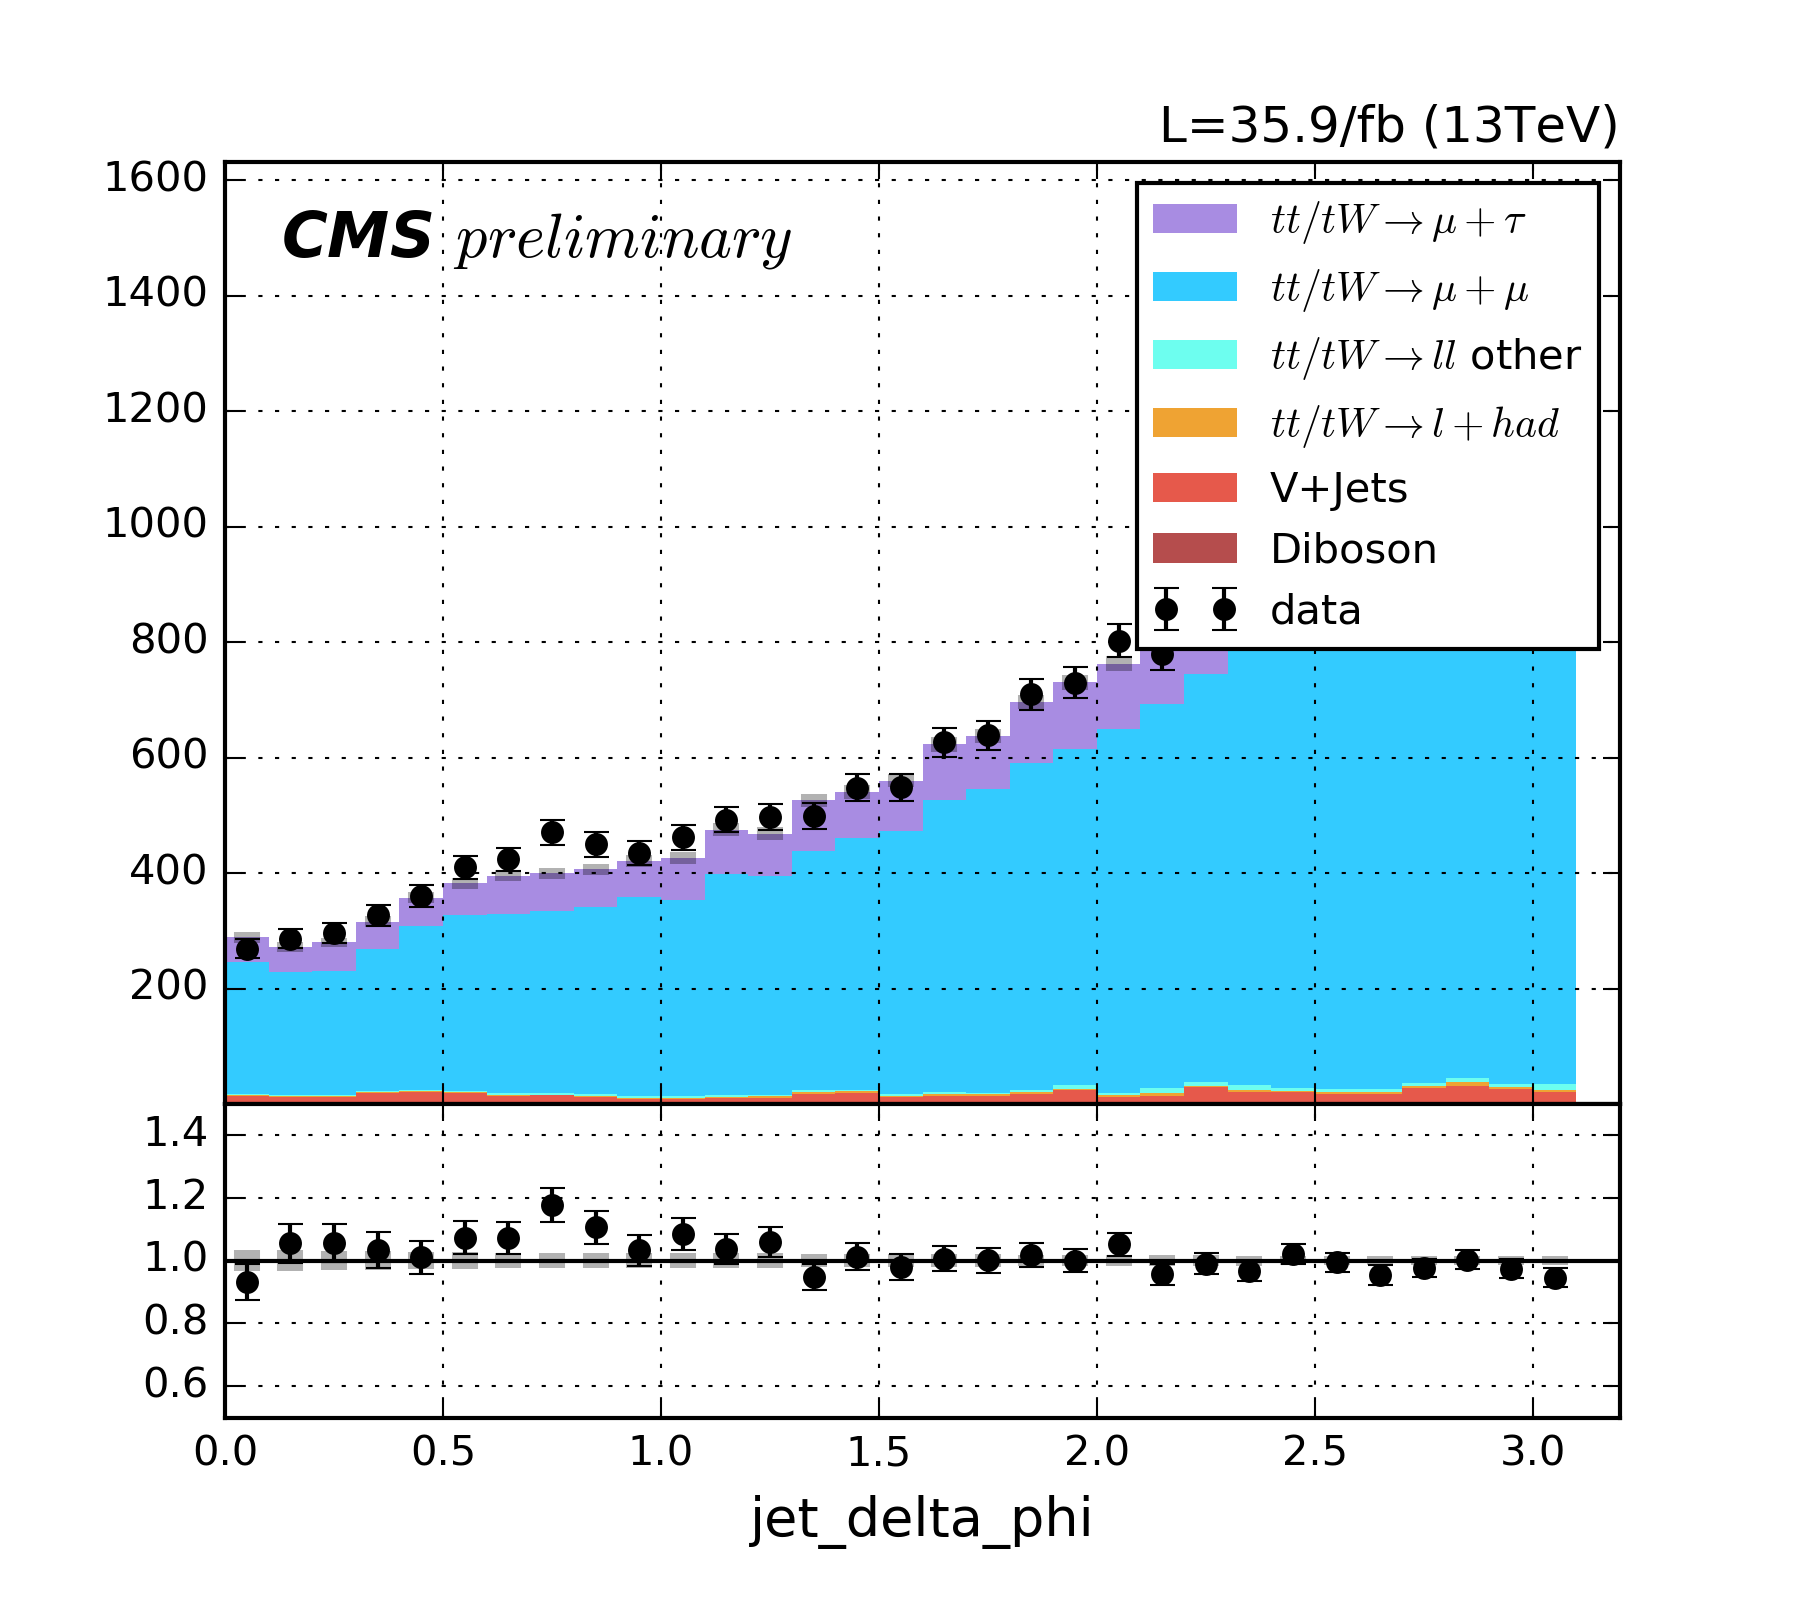 L=35.9/fb (13TeV)
1600
CMS preliminary
1400
1200
1000
800
600
400
200
tt/tW→μ+τ
tt/tW→μ+μ
tt/tW→ll other
tt/tW→l+had
V+Jets
Diboson
data
1.4
1.2
1.0
0.8
0.6
0.0 0.5 1.0 1.5 2.0 2.5 3.0
jet_delta_phi